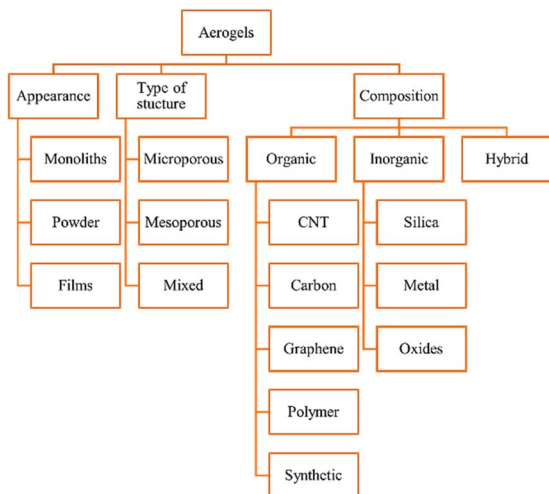 Aerogels
Appearance
Type of
stucture
Composition
Monoliths
Microporous
Organic
Inorganic
Hybrid
Powder
Mesoporous
CNT
Silica
Films
Mixed
Carbon
Metal
Graphene
Oxides
Polymer
Synthetic